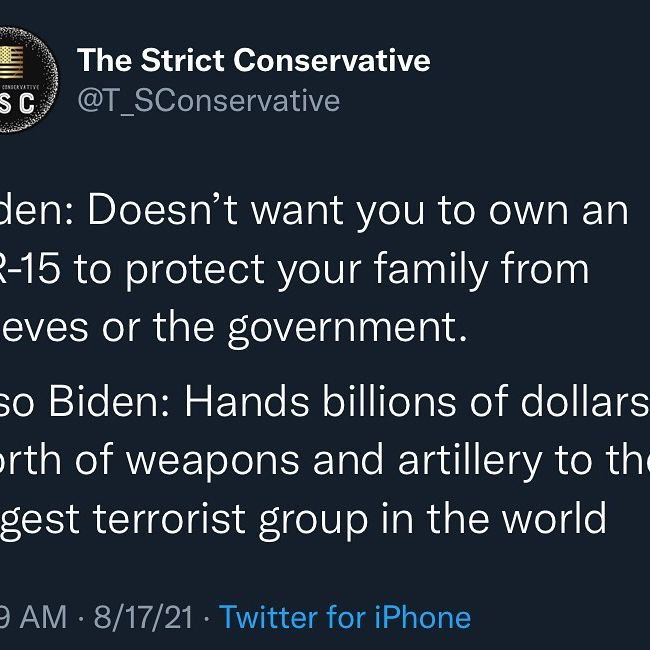 CONSERVATIVE
SC
The Strict Conservative
@T_SConservative
den: Doesn’t want you to own an
R-15 to protect your family from
eves or the government.
so Biden: Hands billions of dollars
orth of weapons and artillery to the
gest terrorist group in the world
9 AM · 8/17/21 · Twitter for iPhone